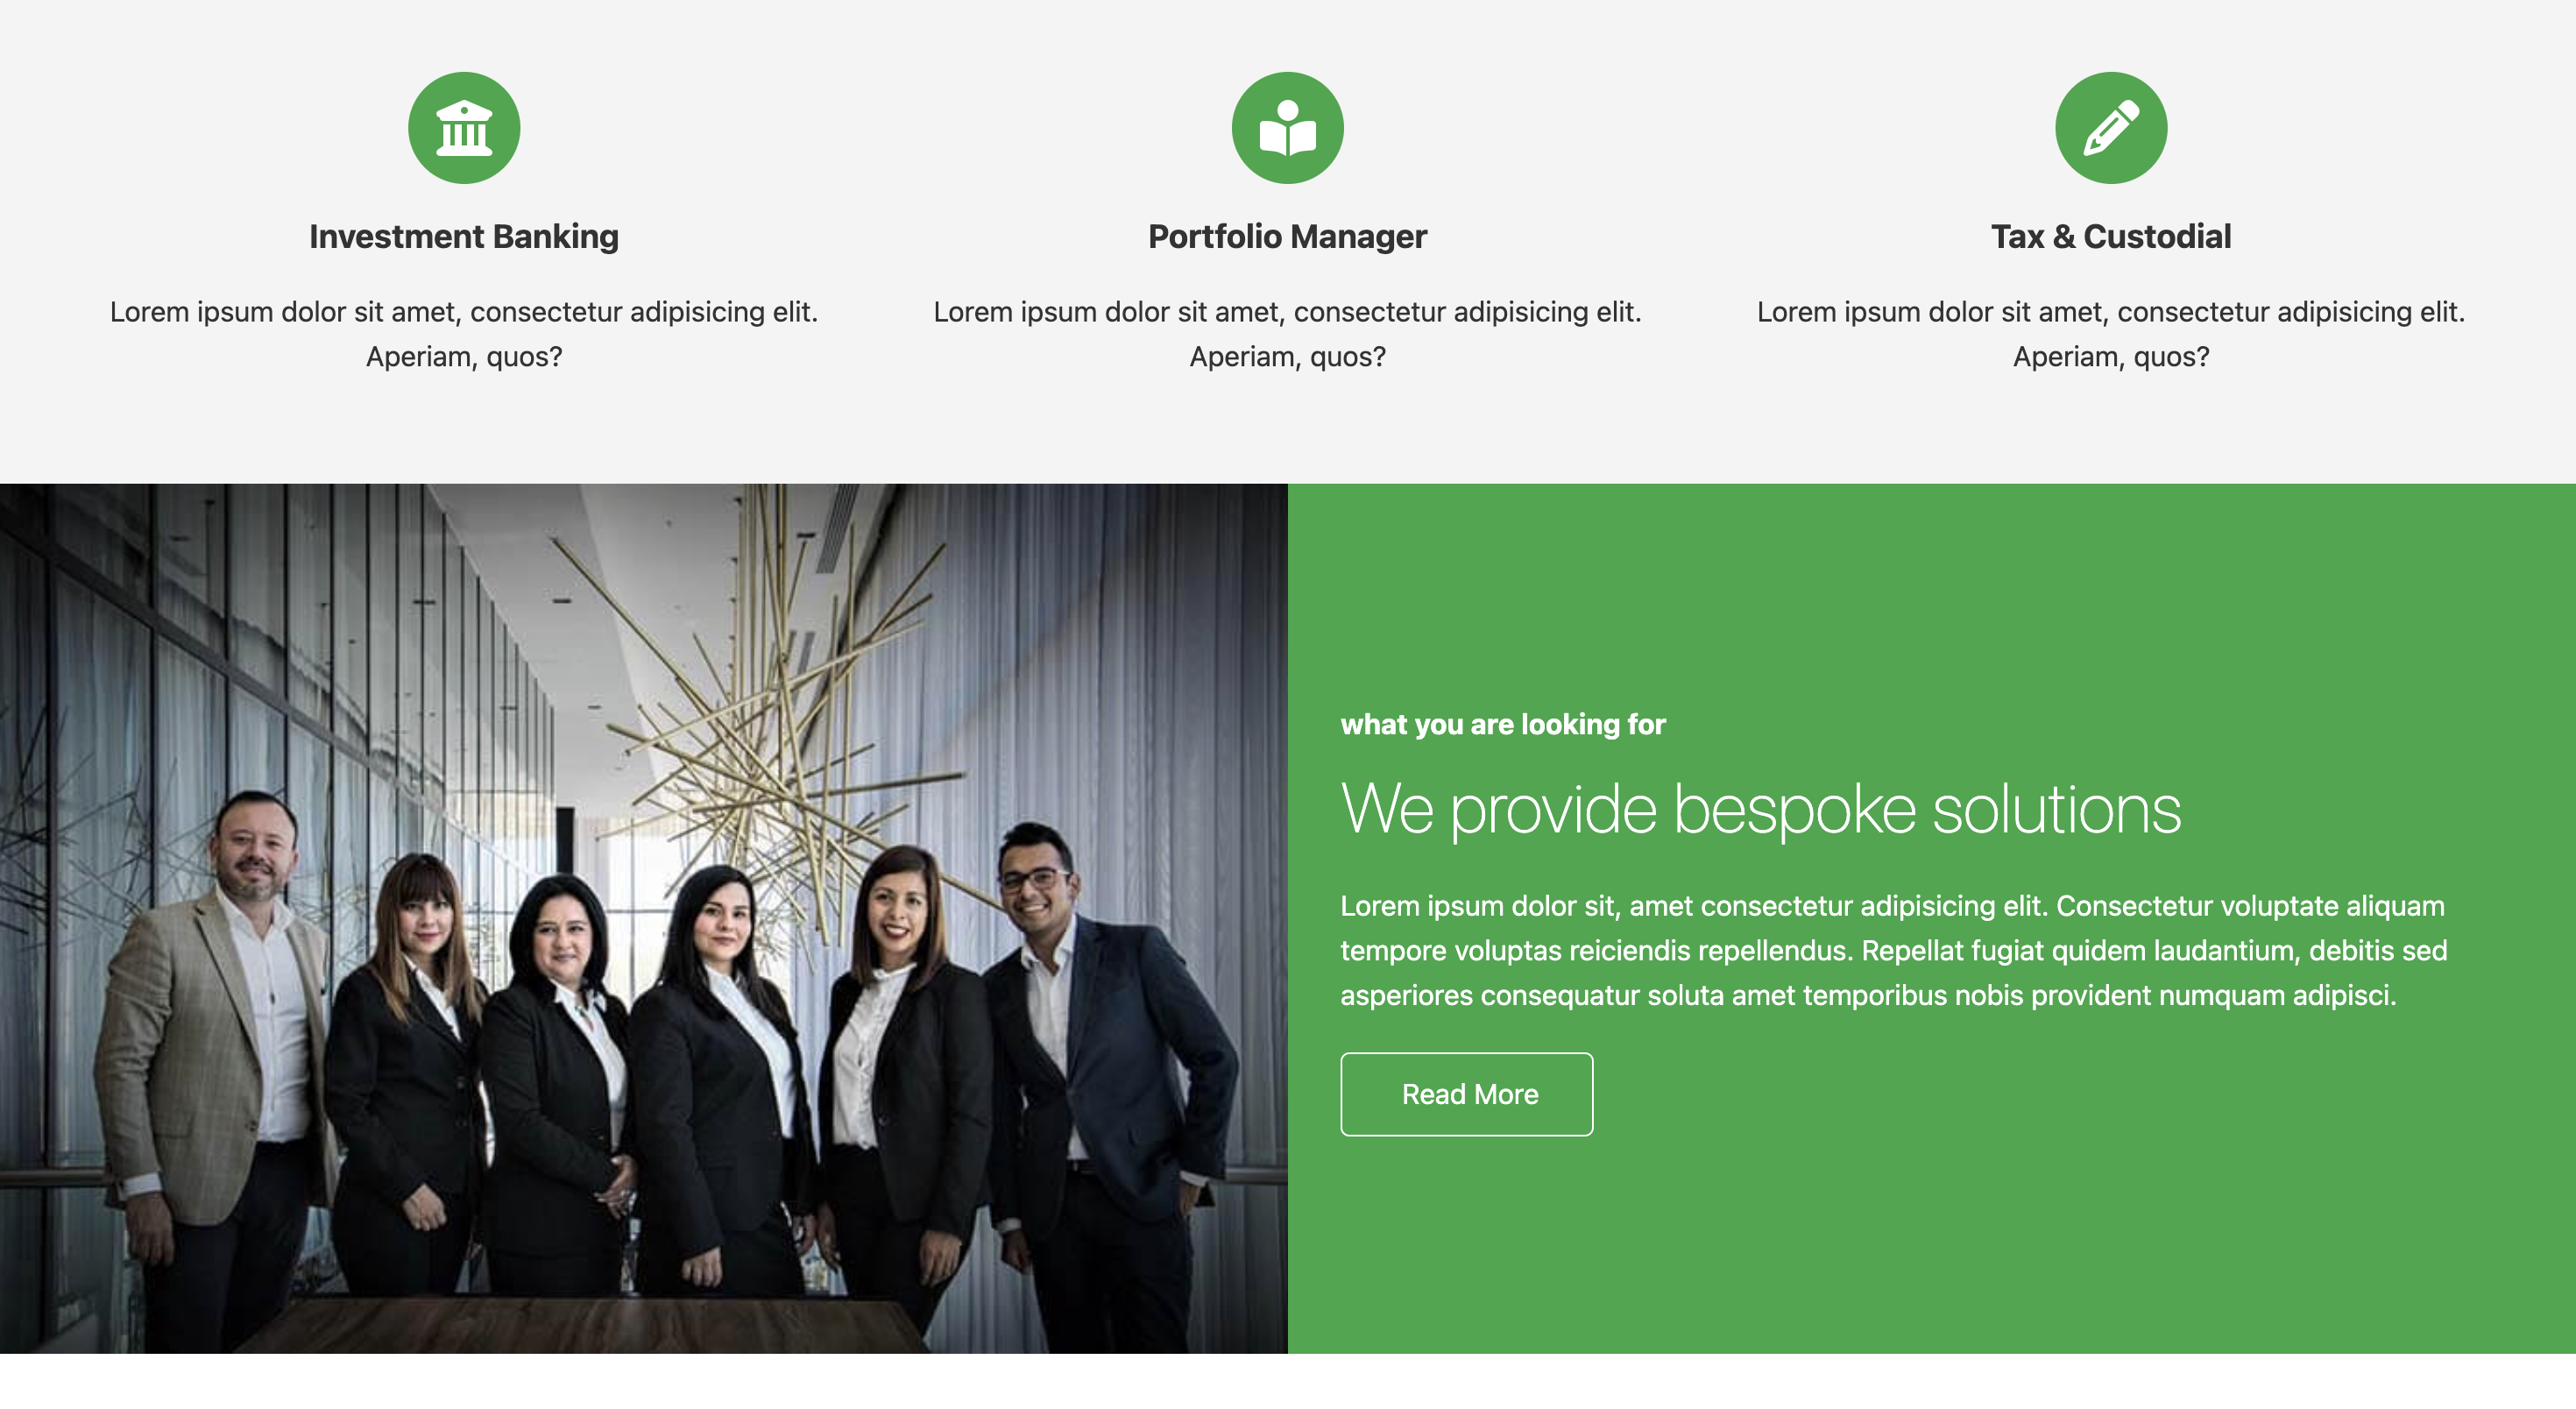 Investment Banking
Lorem ipsum dolor sit amet, consectetur adipisicing elit.
Aperiam, quos?
Portfolio Manager
Lorem ipsum dolor sit amet, consectetur adipisicing elit.
Aperiam, quos?
Tax & Custodial
Lorem ipsum dolor sit amet, consectetur adipisicing elit.
Aperiam, quos?
what you are looking for
We provide bespoke solutions
Lorem ipsum dolor sit, amet consectetur adipisicing elit. Consectetur voluptate aliquam
tempore voluptas reiciendis repellendus. Repellat fugiat quidem laudantium, debitis sed
asperiores consequatur soluta amet temporibus nobis provident numquam adipisci.
Read More